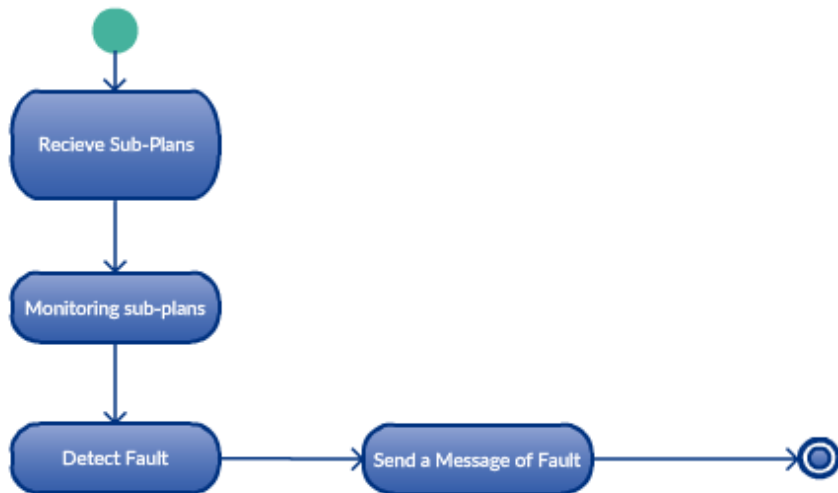 Recieve Sub-Plans
Monitoring sub-plans
Detect Fault
Send a Message of Fault